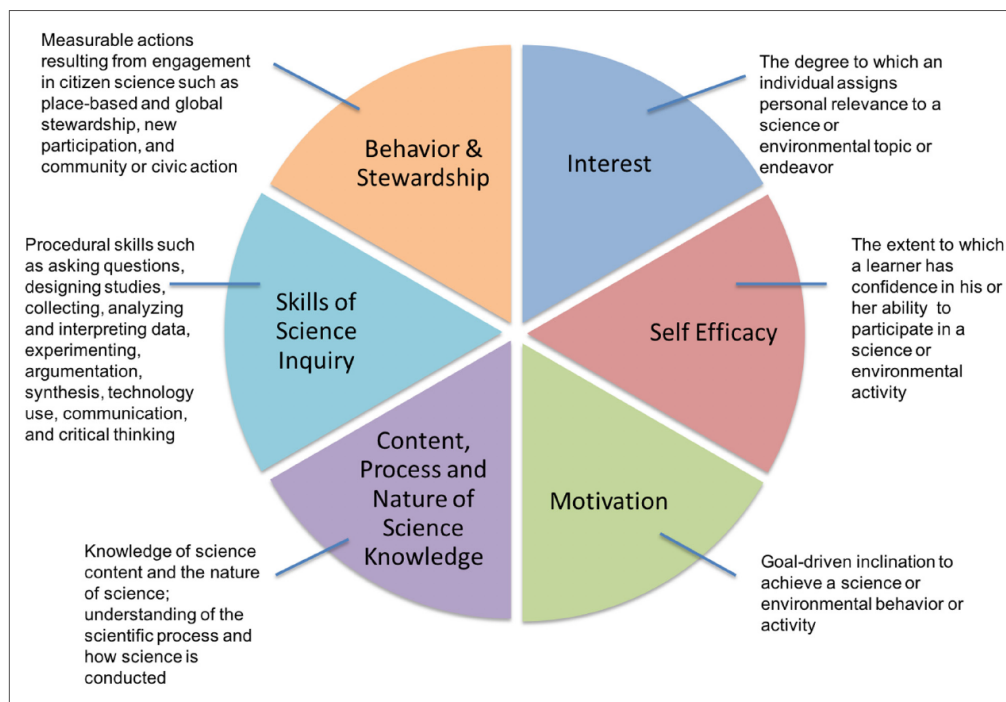 Measurable actions
resulting from engagement
in citizen science such as
place-based and global
stewardship, new
participation, and
community or civic action
Behavior &
Stewardship
Interest
The degree to which an
individual assigns
personal relevance to a
science or
environmental topic or
endeavor
Procedural skills such
as asking questions,
designing studies,
collecting, analyzing
and interpreting data,
experimenting,
argumentation,
synthesis, technology
use, communication,
and critical thinking
Skills of
Science
Inquiry
Self Efficacy
The extent to which
a learner has
confidence in his or
her ability to
participate in a
science or
environmental
activity
Content,
Process and
Nature of
Science
Knowledge
Motivation
Knowledge of science
content and the nature
of science;
understanding of the
scientific process and
how science is
conducted
Goal-driven inclination to
achieve a science or
environmental behavior or
activity